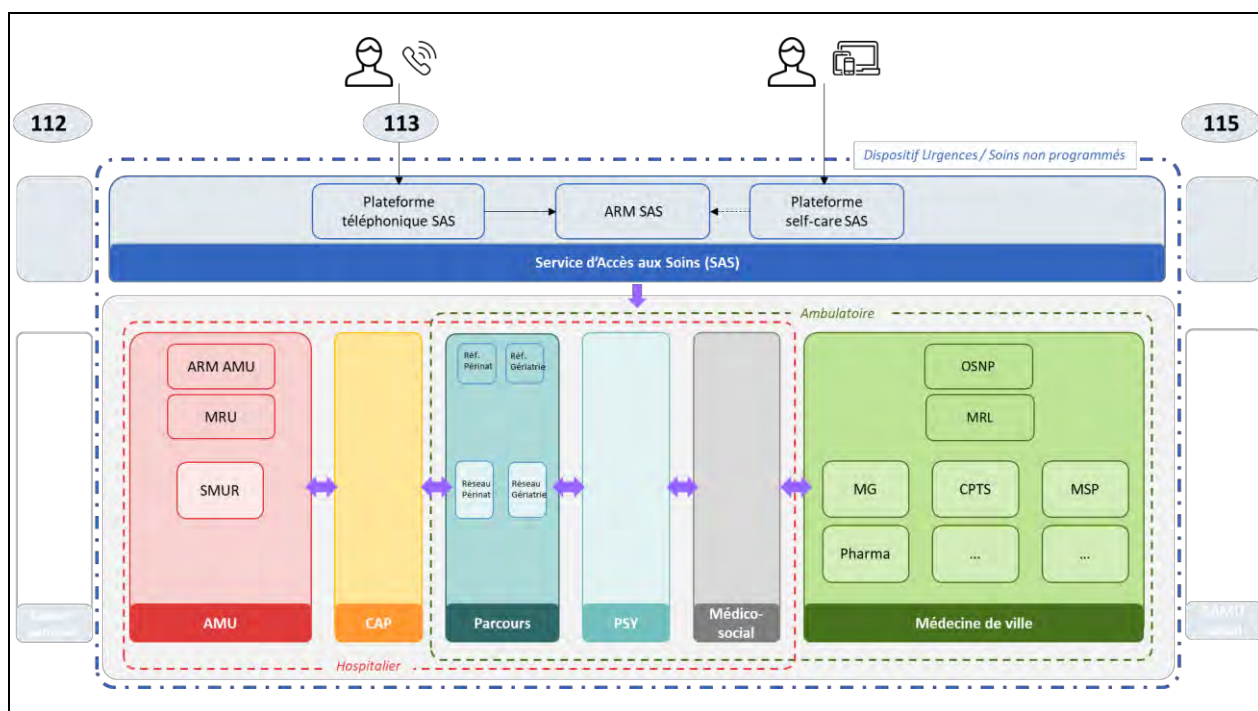 112
113
115
Dispositif Urgences / Soins non programmés
Plateforme
téléphonique SAS
ARM SAS
Plateforme
self-care SAS
Service d'Accès aux Soins (SAS)
Ambulatoire
ARM AMU
MRU
SMUR
AMU
CAP
Réf.
Périnat
Réf.
Gériatrie
Réseau
Périnat
Réseau
Gériatrie
Parcours
PSY
Médico-
social
OSNP
MRL
MG
CPTS
MSP
Pharma
...
...
Médecine de ville
Hospitalier